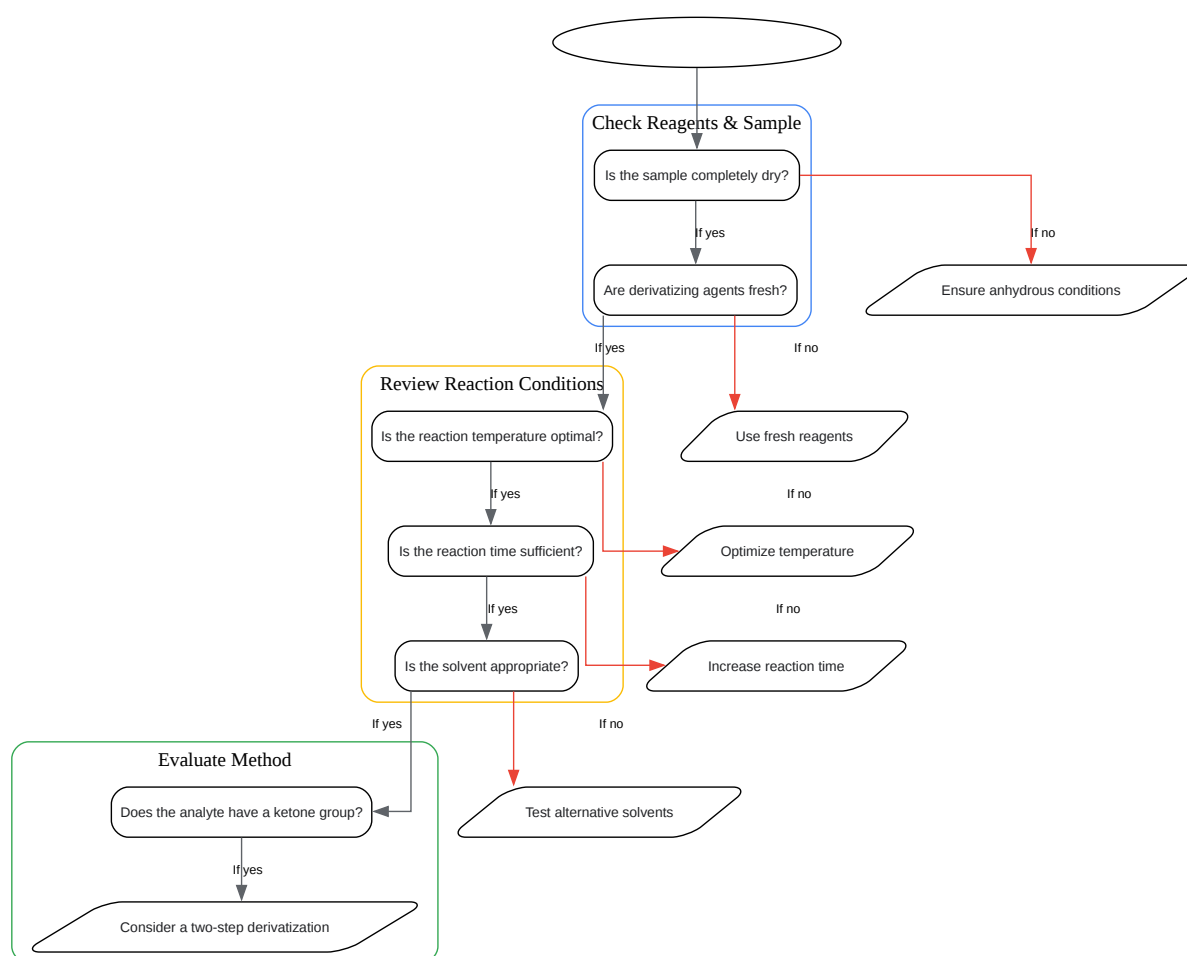 Check Reagents & Sample
Is the sample completely dry?
If yes
If no
Are derivatizing agents fresh?
Ensure anhydrous conditions
If yes
If no
Review Reaction Conditions
Is the reaction temperature optimal?
Use fresh reagents
If yes
If no
Is the reaction time sufficient?
Optimize temperature
If yes
If no
Is the solvent appropriate?
Increase reaction time
If yes
If no
Evaluate Method
Does the analyte have a ketone group?
Test alternative solvents
If yes
Consider a two-step derivatization